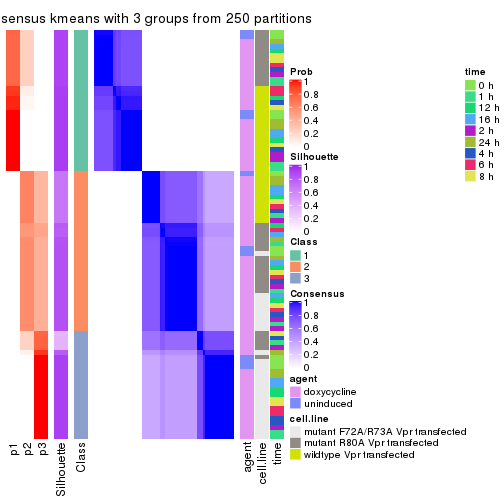 sensus kmeans with 3 groups from 250 partitions
Prob
1
0.8
0.6
0.4
0.2
0
Silhouette
1
0.8
0.6
0.4
0.2
0
Class
1
2
3
Consensus
1
0.8
0.6
0.4
0.2
0
agent
doxycycline
uninduced
cell.line
mutant F72A/R73A Vpr transfected
mutant R80A Vpr transfected
wildtype Vpr transfected
time
0 h
1 h
12 h
16 h
2 h
24 h
4 h
6 h
8 h
p1
p2
p3
Silhouette
Class
agent
cell.line
time